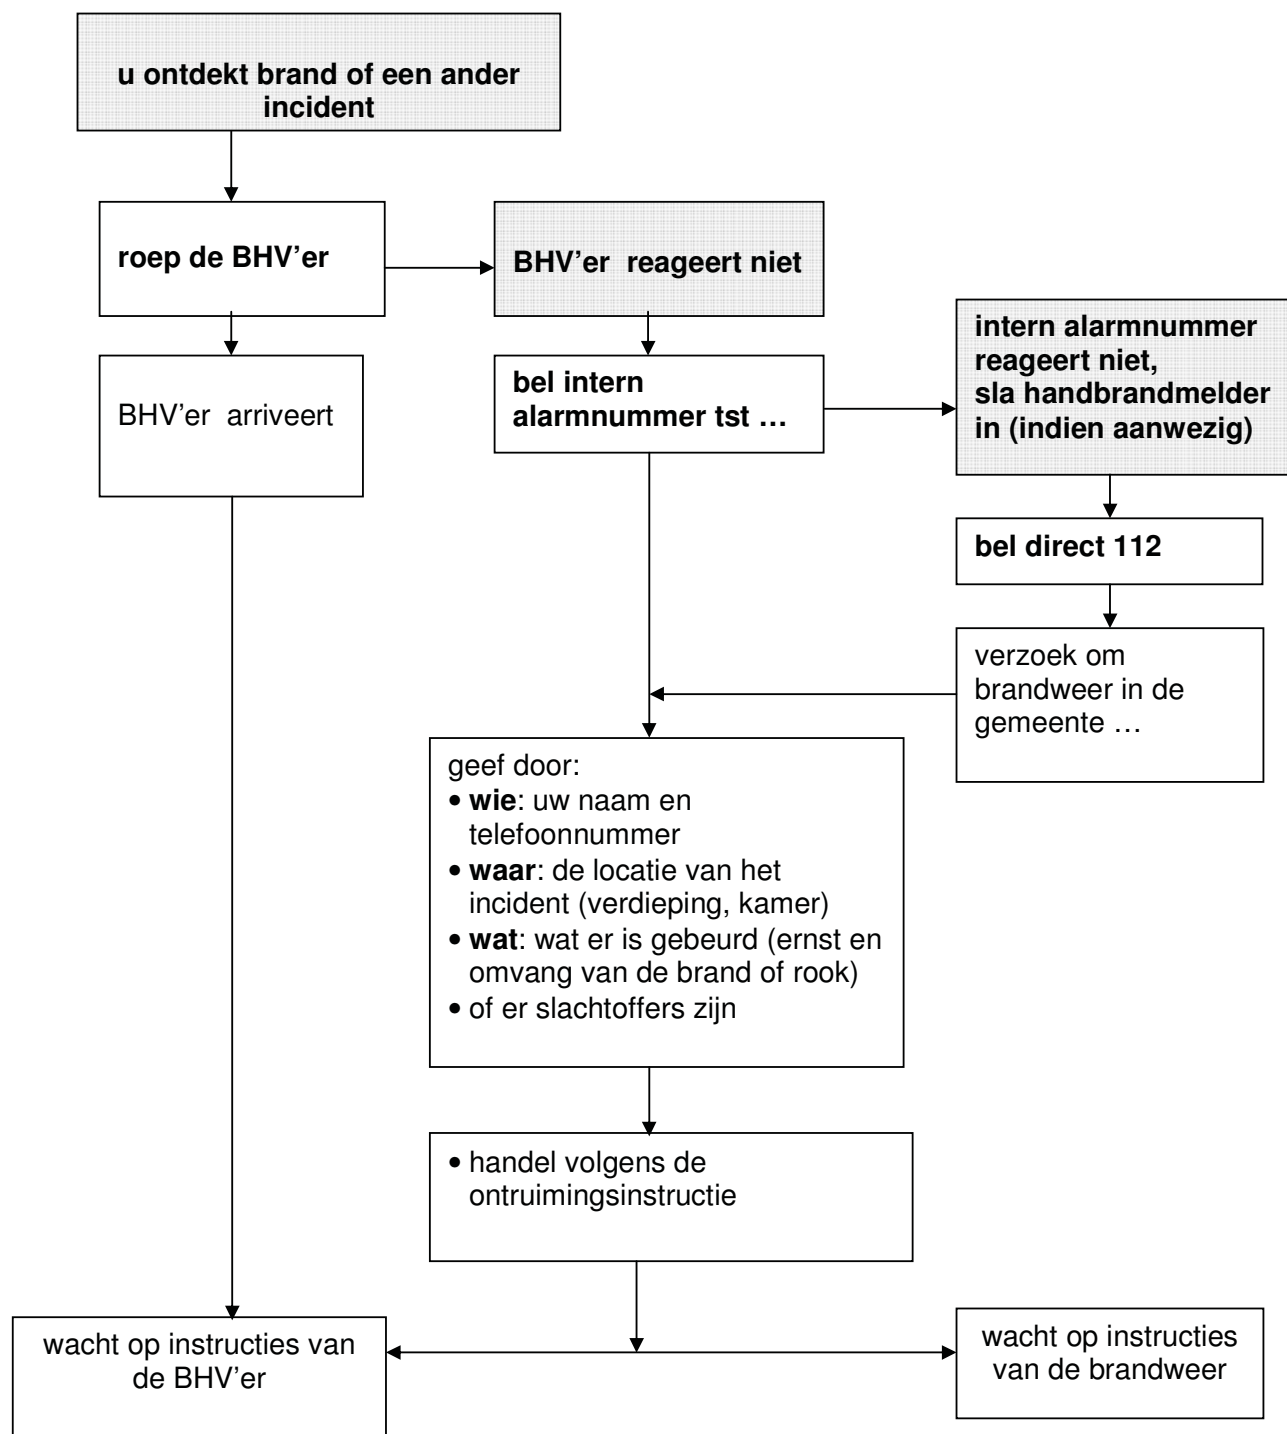 u ontdekt brand of een ander
incident
roep de BHV’er
BHV’er  reageert niet
BHV’er  arriveert
bel intern
alarmnummer tst …
intern alarmnummer
reageert niet,
sla handbrandmelder
in (indien aanwezig)
bel direct 112
verzoek om
brandweer in de
gemeente …
geef door:
• wie: uw naam en
telefoonnummer
• waar: de locatie van het
incident (verdieping, kamer)
• wat: wat er is gebeurd (ernst en
omvang van de brand of rook)
• of er slachtoffers zijn
• handel volgens de
ontruimingsinstructie
wacht op instructies van
de BHV’er
wacht op instructies
van de brandweer